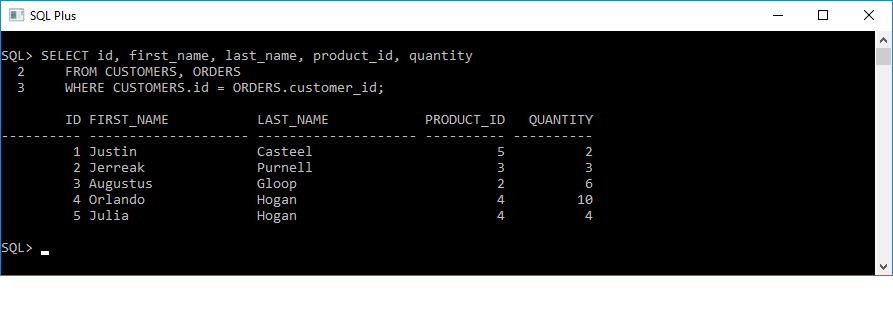 SQL Plus
SQL> SELECT id, first_name, last_name, product_id, quantity
  2     FROM CUSTOMERS, ORDERS
  3     WHERE CUSTOMERS.id = ORDERS.customer_id;
        ID FIRST_NAME           LAST_NAME            PRODUCT_ID   QUANTITY
---------- -------------------- -------------------- ---------- ----------
         1 Justin               Casteel                       5          2
         2 Jerreak              Purnell                       3          3
         3 Augustus             Gloop                         2          6
         4 Orlando              Hogan                         4         10
         5 Julia                Hogan                         4          4
SQL>